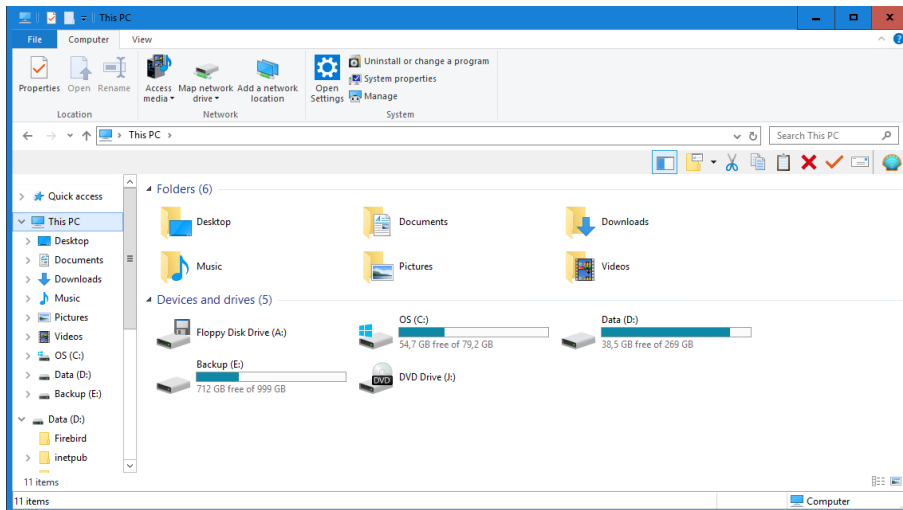 This PC
File Computer View
Properties Open Rename
Access media Map network drive Add a network location
Open Settings
Uninstall or change a program
System properties
Manage
Location Network System
This PC
Search This PC
Quick access
This PC
Desktop
Documents
Downloads
Music
Pictures
Videos
OS (C:)
Data (D:)
Backup (E:)
Data (D:)
Firebird
inetpub
Folders (6)
Desktop Documents Downloads
Music Pictures Videos
Devices and drives (5)
Floppy Disk Drive (A:)
OS (C:)
54,7 GB free of 79,2 GB
Data (D:)
38,5 GB free of 269 GB
Backup (E:)
712 GB free of 999 GB
DVD
DVD Drive (J:)
11 items
11 items Computer